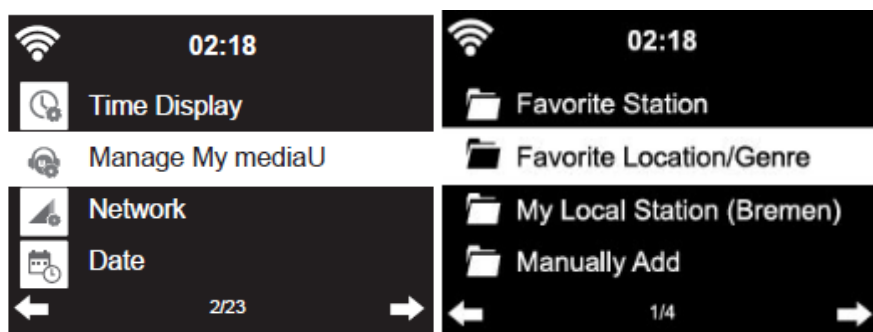 02:18
Time Display
Manage My mediaU
Network
Date
2/23
02:18
Favorite Station
Favorite Location/Genre
My Local Station (Bremen)
Manually Add
1/4